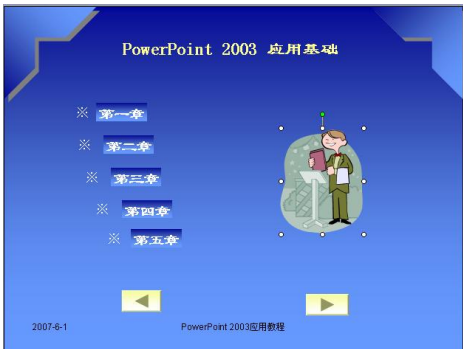 PowerPoint 2003 应用基础
※ 第一章
※ 第二章
※ 第三章
※ 第四章
※ 第五章
2007-6-1 PowerPoint 2003应用教程